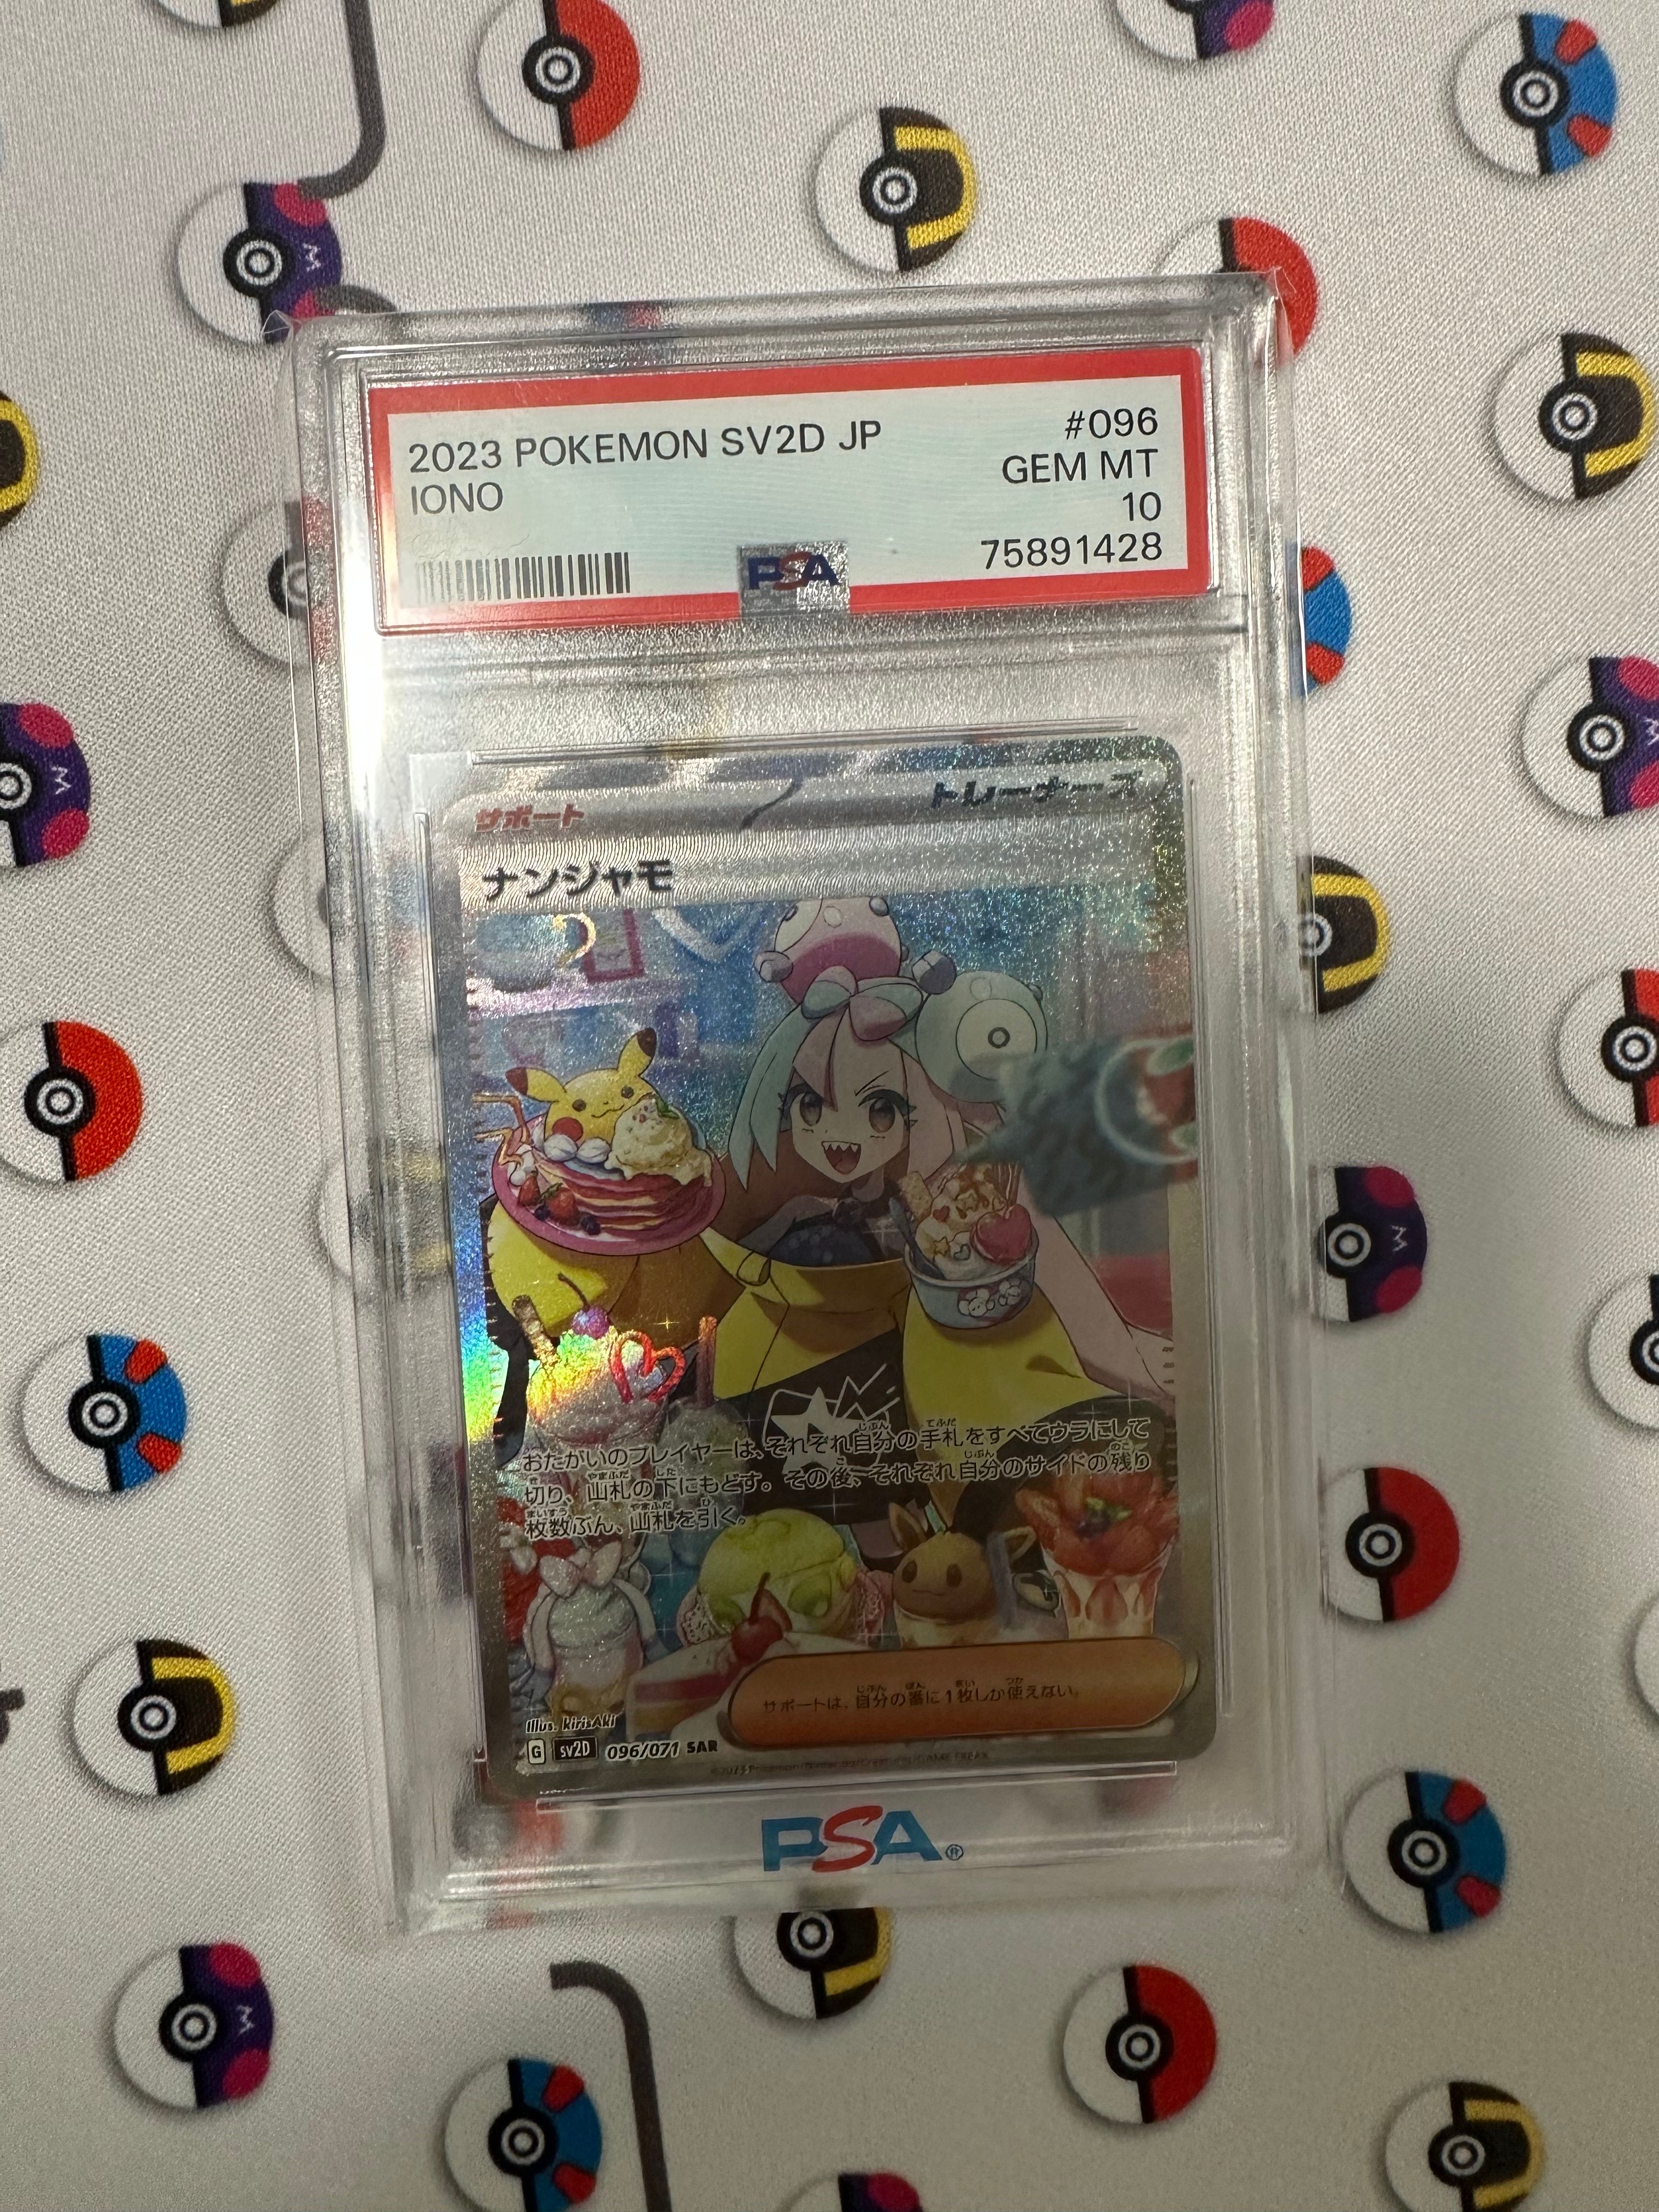 2023 POKEMON SV2D JP #096
IONO GEM MT
10
75891428
PSA
サポート トレーナーズ
ナンジャモ
おたがいのプレイヤーは、それぞれ自分の手札をすべてウラにして
切り、山札の下にもどす。その後、それぞれ自分のサイドの残り
枚数ぶん、山札を引く。
サポートは、自分の番に1枚しか使えない。
Illus. kirisAki
G sv2D 096/071 SAR
PSA®